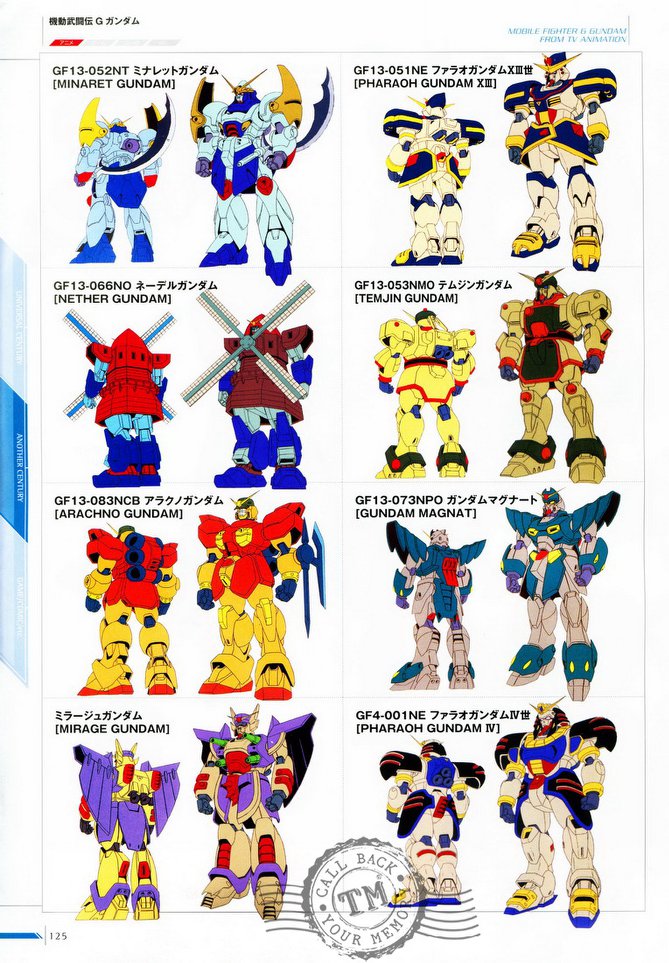 機動武闘伝 G ガンダム
MOBILE FIGHTER G GUNDAM
FROM TV ANIMATION
アニメ
GF13-052NT ミナレットガンダム
[MINARET GUNDAM]
GF13-051NE ファラオガンダムXIII世
[PHARAOH GUNDAM XIII]
GF13-066NO ネーデルガンダム
[NETHER GUNDAM]
GF13-053NMO テムジンガンダム
[TEMJIN GUNDAM]
UNIVERSAL CENTURY
ANOTHER CENTURY
GF13-083NCB アラクノガンダム
[ARACHNO GUNDAM]
GF13-073NPO ガンダムマグナート
[GUNDAM MAGNAT]
ミラージュガンダム
[MIRAGE GUNDAM]
GF4-001NE ファラオガンダムIV世
[PHARAOH GUNDAM IV]
CALL BACK
TM
YOUR MEMORY
125